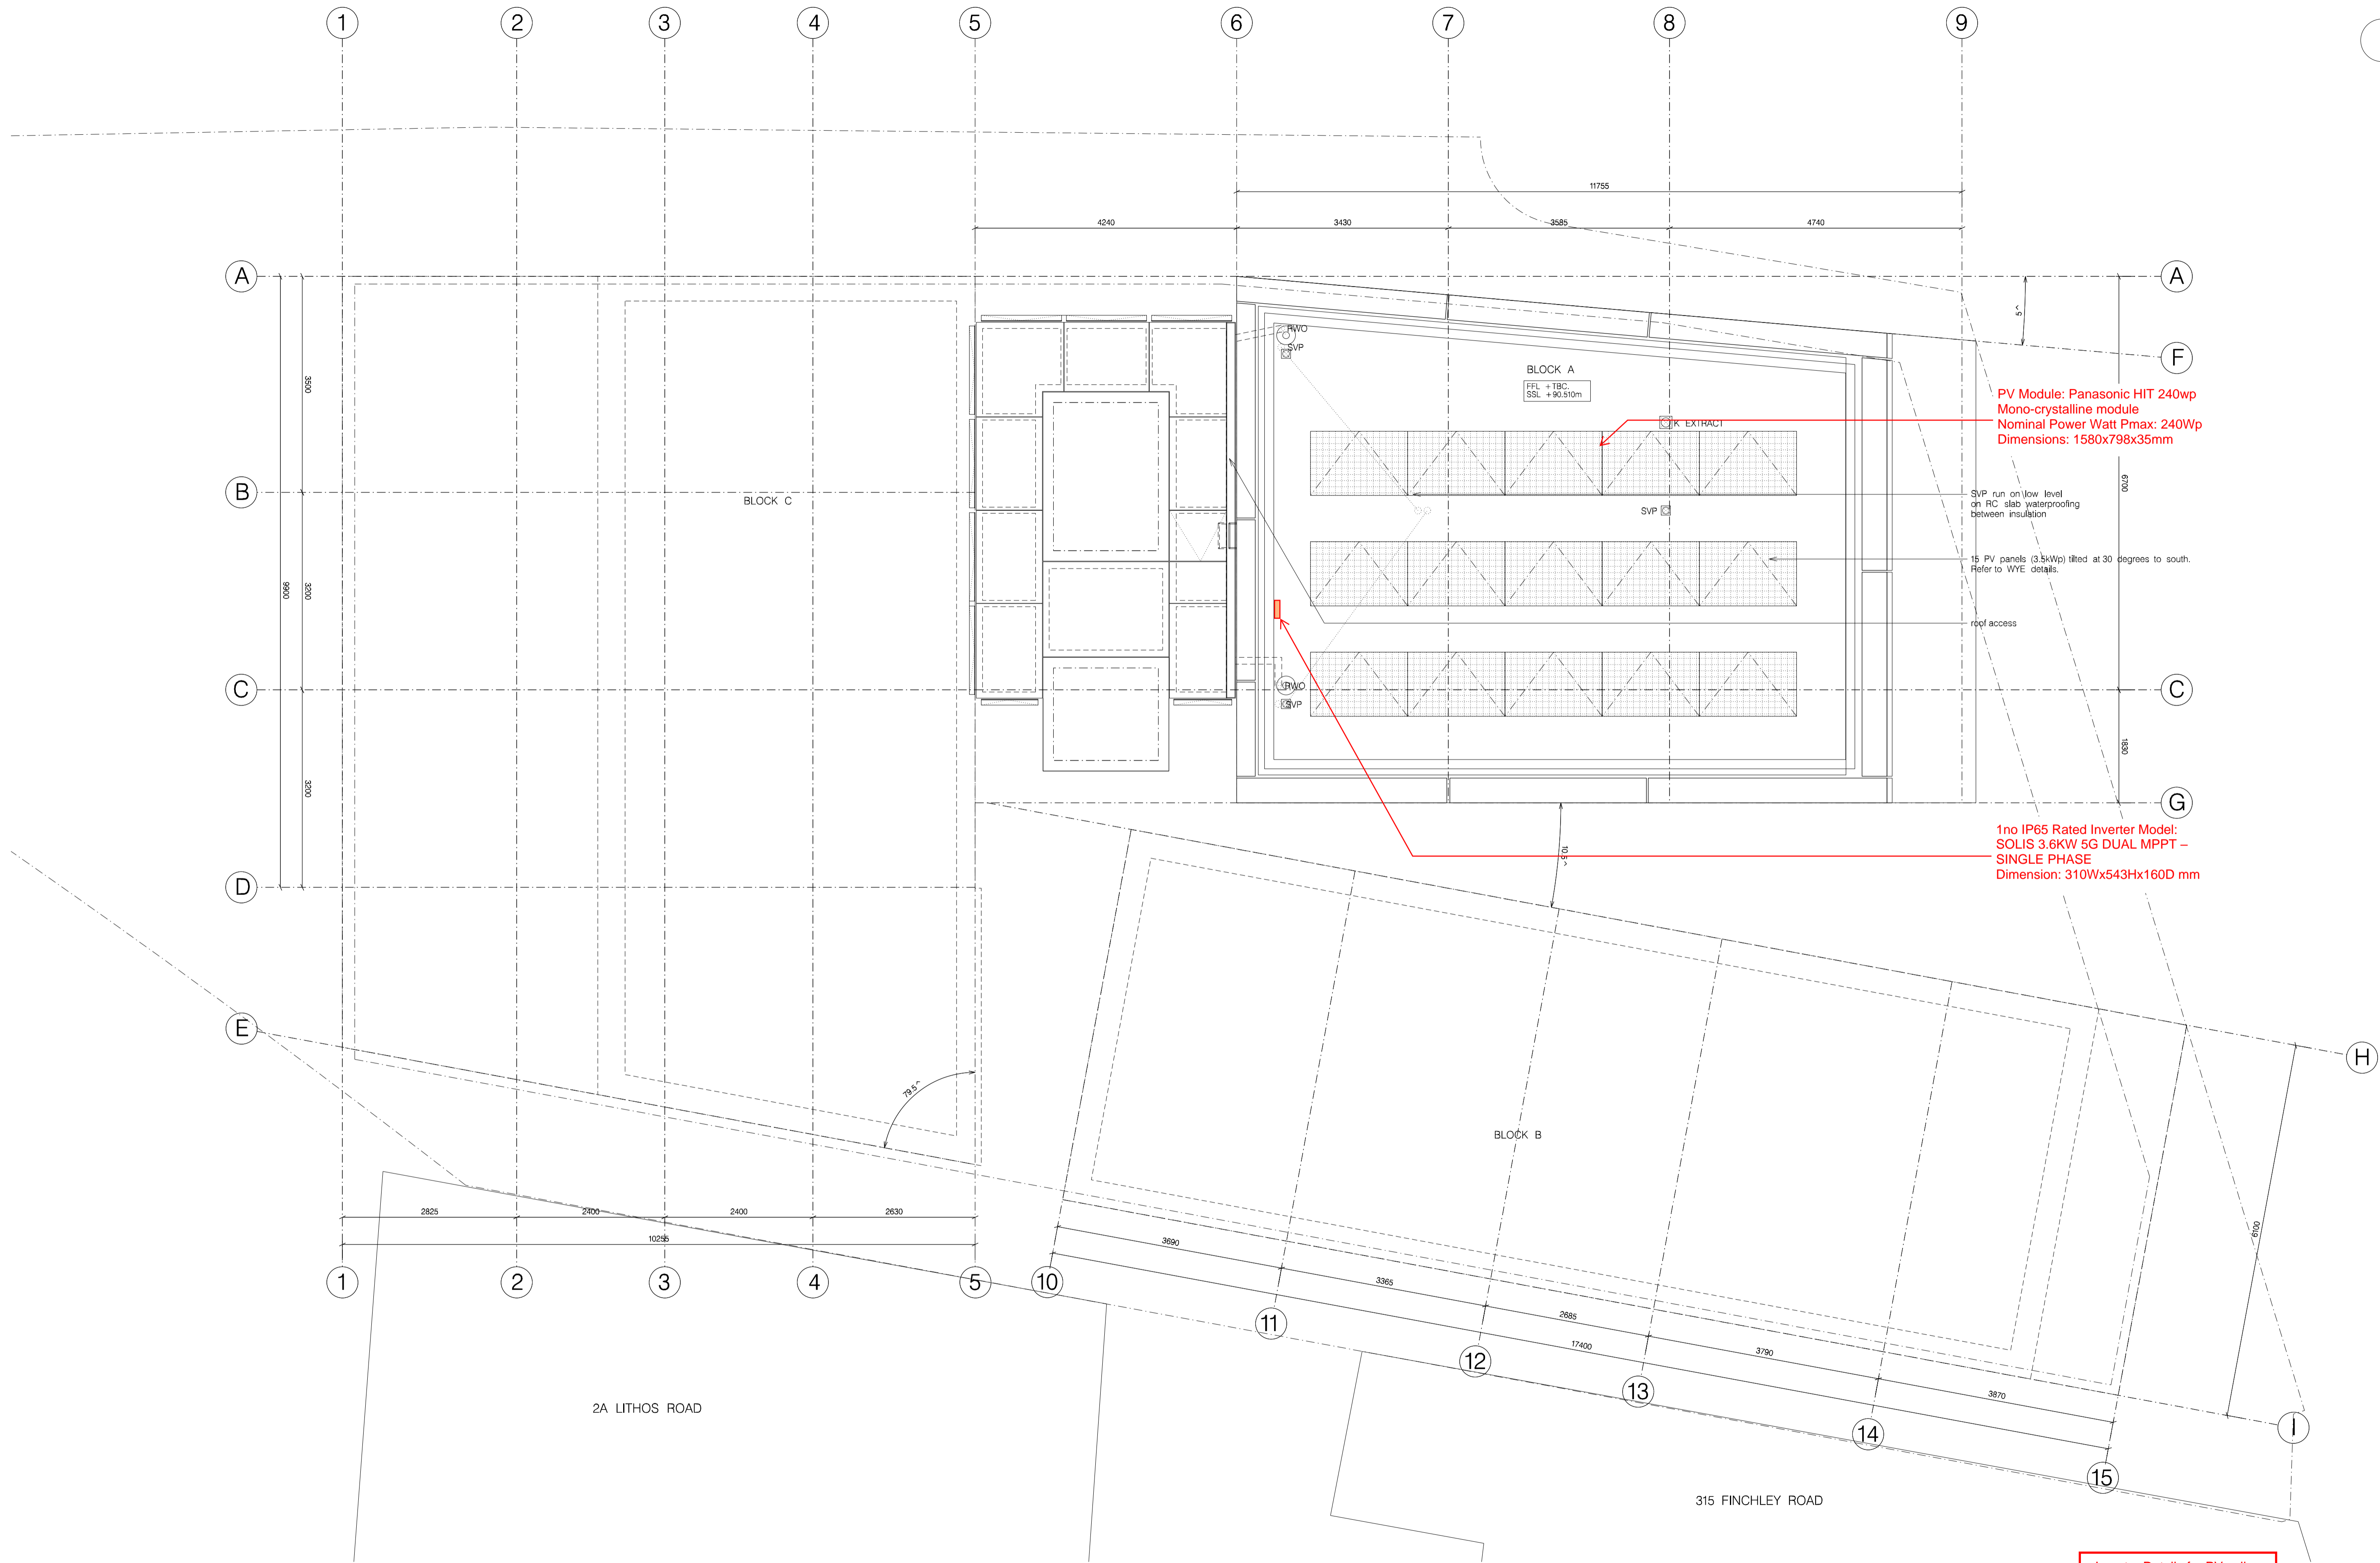 1 2 3 4 5 6 7 8 9
11755
4240 3430 3585 4740
A A
5^
F
3500
BLOCK A
FFL +TBC.
SSL +90.510m
RWO
SVP
K EXTRACT
PV Module: Panasonic HIT 240wp
Mono-crystalline module
Nominal Power Watt Pmax: 240Wp
Dimensions: 1580x798x35mm
6700
B
BLOCK C
SVP
SVP run on low level
on RC slab waterproofing
between insulation
15 PV panels (3.5kWp) tilted at 30 degrees to south.
Refer to WYE details.
9900
3200
roof access
C C
RWO
SVP
1830
3200
G
1no IP65 Rated Inverter Model:
SOLIS 3.6KW 5G DUAL MPPT –
SINGLE PHASE
Dimension: 310Wx543Hx160D mm
10.5^
D
E
H
79.5^
BLOCK B
2825 2400 2400 2630
10255
6100
1 2 3 4 5 10 11 12 13 14 15
3690
3365
2685
17400
3790
3870
I
2A LITHOS ROAD
315 FINCHLEY ROAD